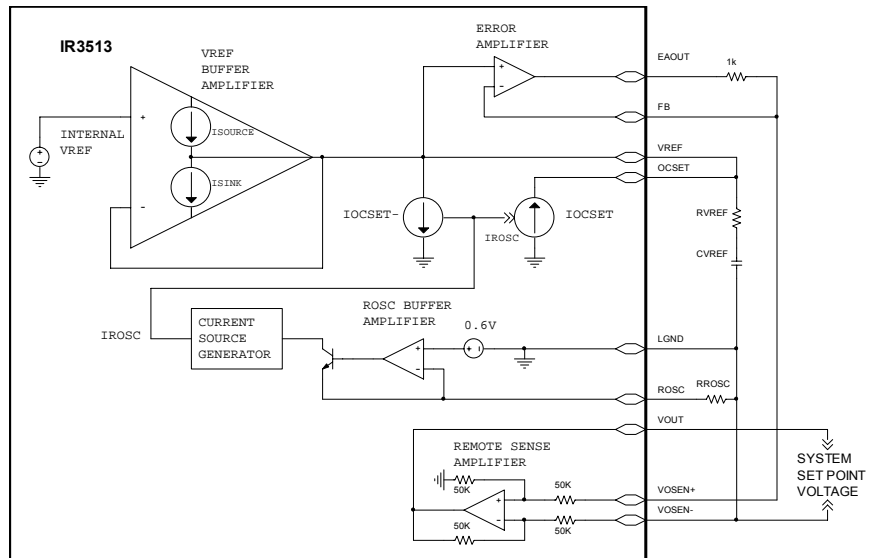 IR3513
VREF
BUFFER
AMPLIFIER
ERROR
AMPLIFIER
EAOUT
1k
+
-
FB
+
ISOURCE
INTERNAL
VREF
+
-
VREF
OCSET
ISINK
-
IOCSET-
IROSC
IOCSET
RVREF
CVREF
ROSC BUFFER
AMPLIFIER
0.6V
IROSC
CURRENT
SOURCE
GENERATOR
+
-
+
-
LGND
ROSC
RROSC
VOUT
REMOTE SENSE
AMPLIFIER
SYSTEM
SET POINT
VOLTAGE
50K
50K
+
-
VOSEN+
50K
50K
VOSEN-